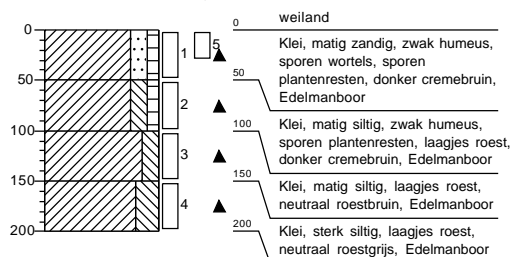 0
50
100
150
200
1
2
3
4
5
0
weiland
Klei, matig zandig, zwak humeus,
sporen wortels, sporen
plantenresten, donker cremebruin,
Edelmanboor
50
Klei, matig siltig, zwak humeus,
sporen plantenresten, laagjes roest,
donker cremebruin, Edelmanboor
100
Klei, matig siltig, laagjes roest,
neutraal roestbruin, Edelmanboor
150
Klei, sterk siltig, laagjes roest,
neutraal roestgrijs, Edelmanboor
200